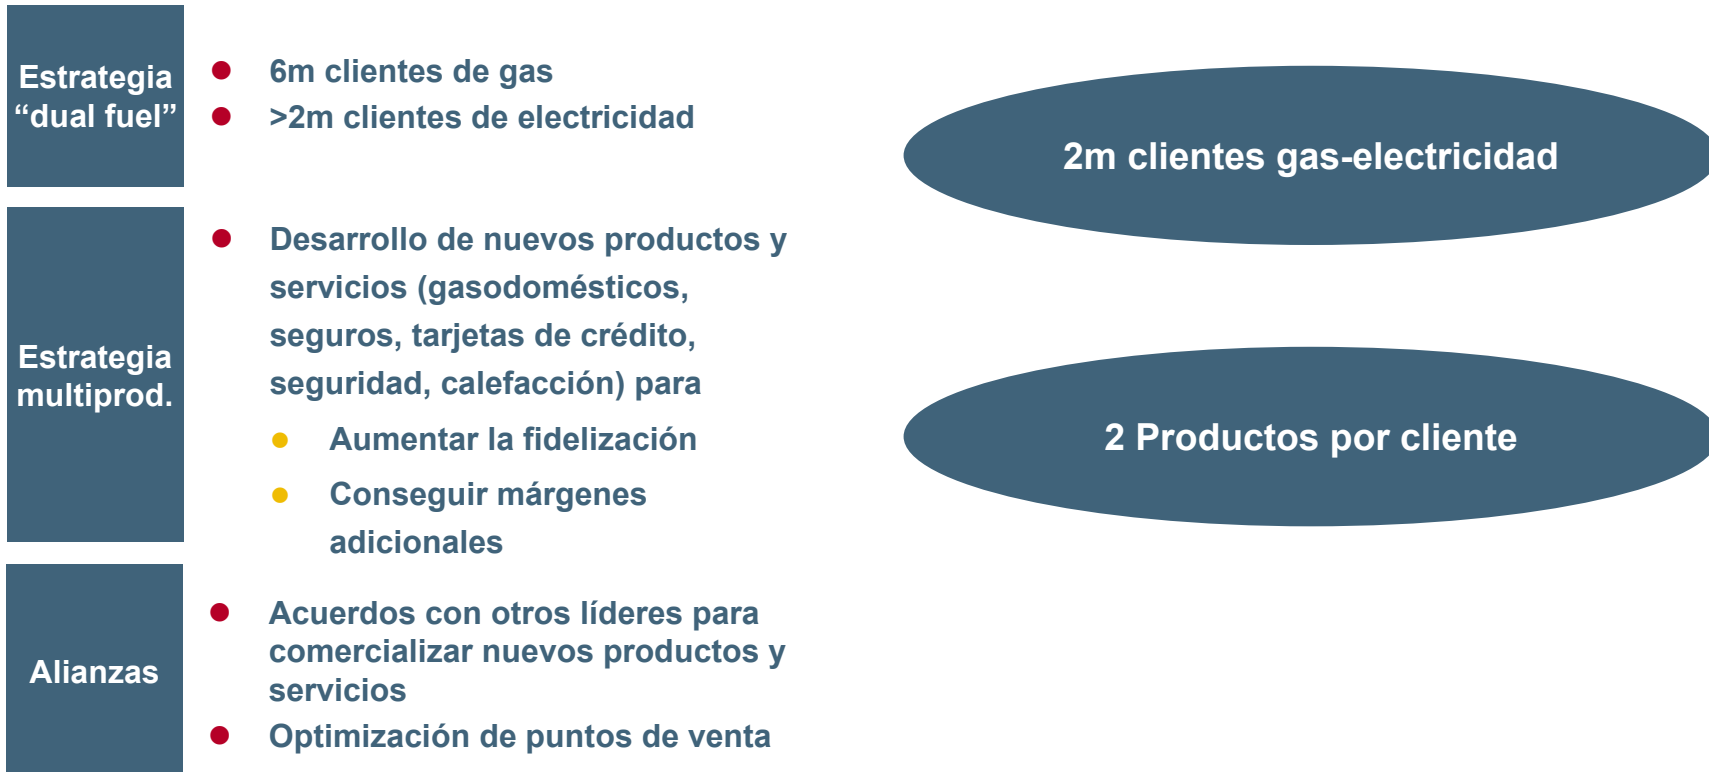 Estrategia
“dual fuel”
6m clientes de gas
>2m clientes de electricidad
2m clientes gas-electricidad
Estrategia
multiprod.
Desarrollo de nuevos productos y
servicios (gasodomésticos,
seguros, tarjetas de crédito,
seguridad, calefacción) para
Aumentar la fidelización
Conseguir márgenes
adicionales
2 Productos por cliente
Alianzas
Acuerdos con otros líderes para
comercializar nuevos productos y
servicios
Optimización de puntos de venta